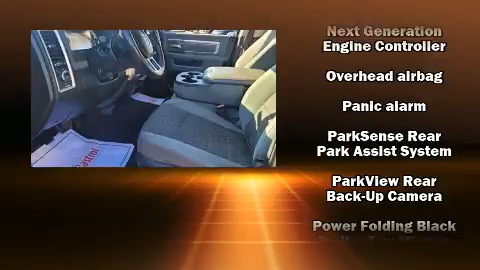 Next Generation
Engine Controller
Overhead airbag
Panic alarm
ParkSense Rear
Park Assist System
ParkView Rear
Back-Up Camera
Power Folding Black
Castrol